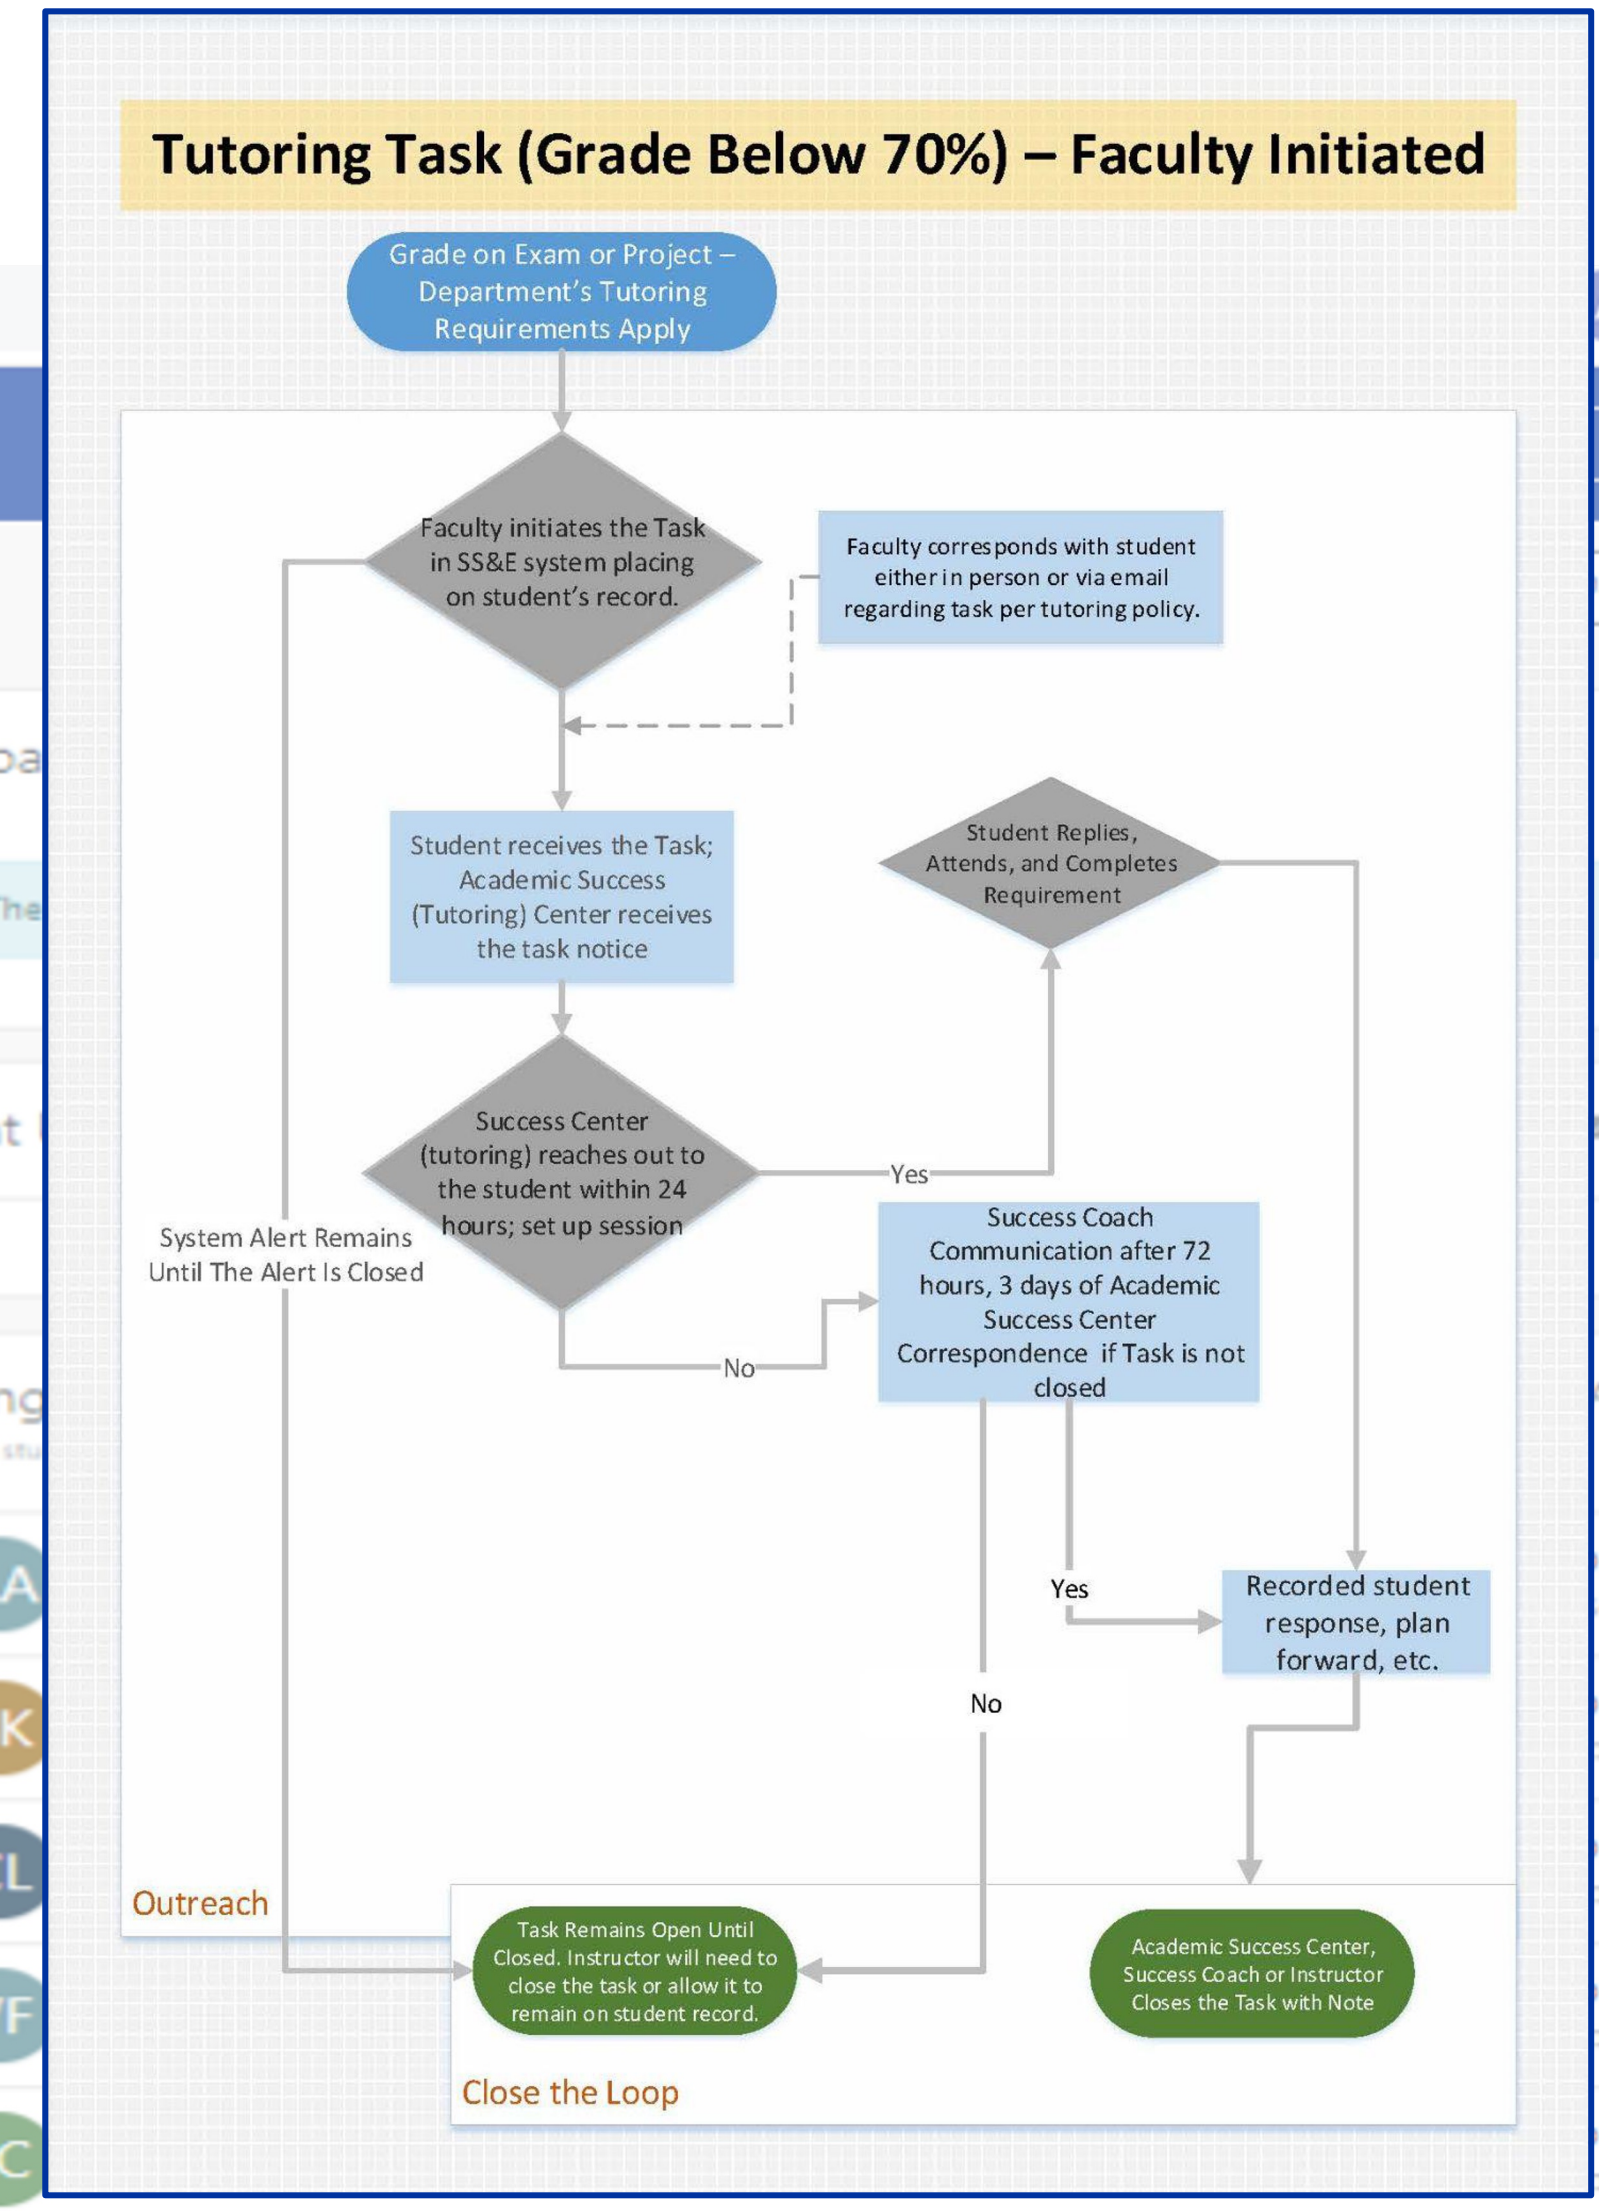 Tutoring Task (Grade Below 70%) – Faculty Initiated
Grade on Exam or Project –
Department's Tutoring
Requirements Apply
Faculty initiates the Task
in SS&E system placing
on student's record.
Faculty corresponds with student
either in person or via email
regarding task per tutoring policy.
Student receives the Task;
Academic Success
(Tutoring) Center receives
the task notice
Student Replies,
Attends, and Completes
Requirement
Success Center
(tutoring) reaches out to
the student within 24
hours; set up session
Yes
System Alert Remains
Until The Alert Is Closed
Success Coach
Communication after 72
hours, 3 days of Academic
Success Center
Correspondence if Task is not
closed
No
Yes
Recorded student
response, plan
forward, etc.
No
Outreach
Task Remains Open Until
Closed. Instructor will need to
close the task or allow it to
remain on student record.
Academic Success Center,
Success Coach or Instructor
Closes the Task with Note
Close the Loop